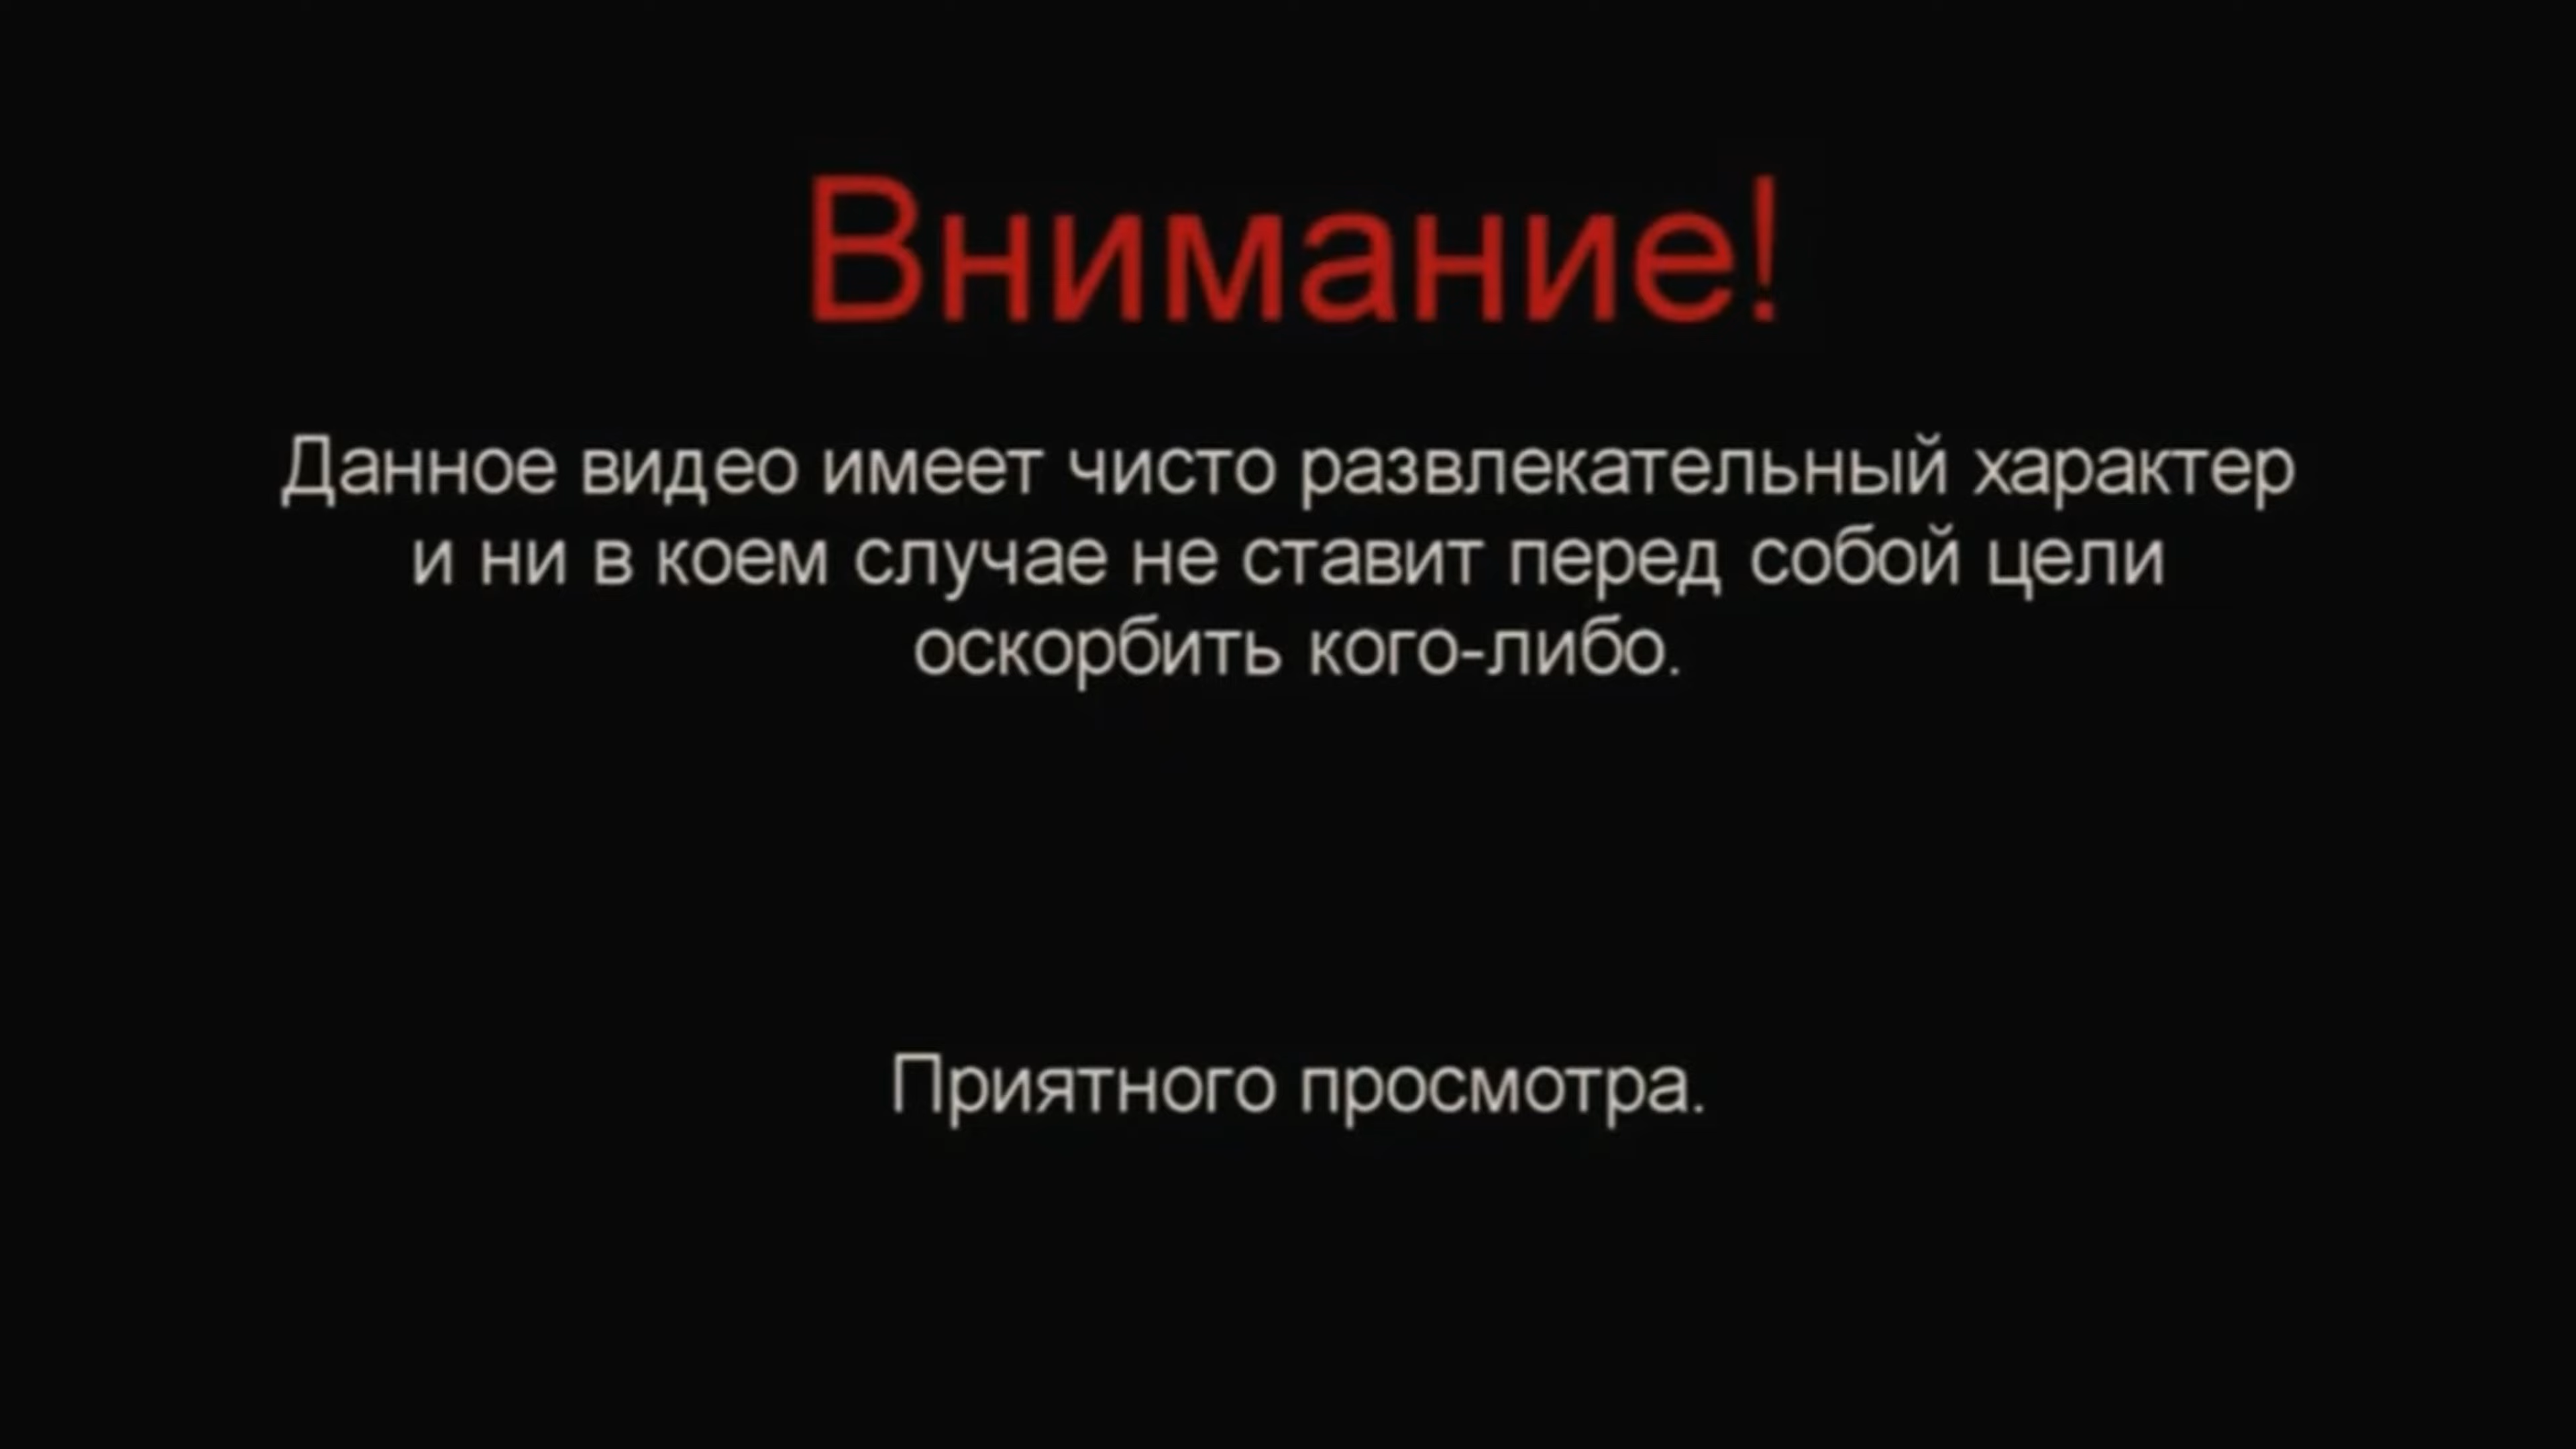 Внимание!
Данное видео имеет чисто развлекательный характер
и ни в коем случае не ставит перед собой цели
оскорбить кого-либо.
Приятного просмотра.